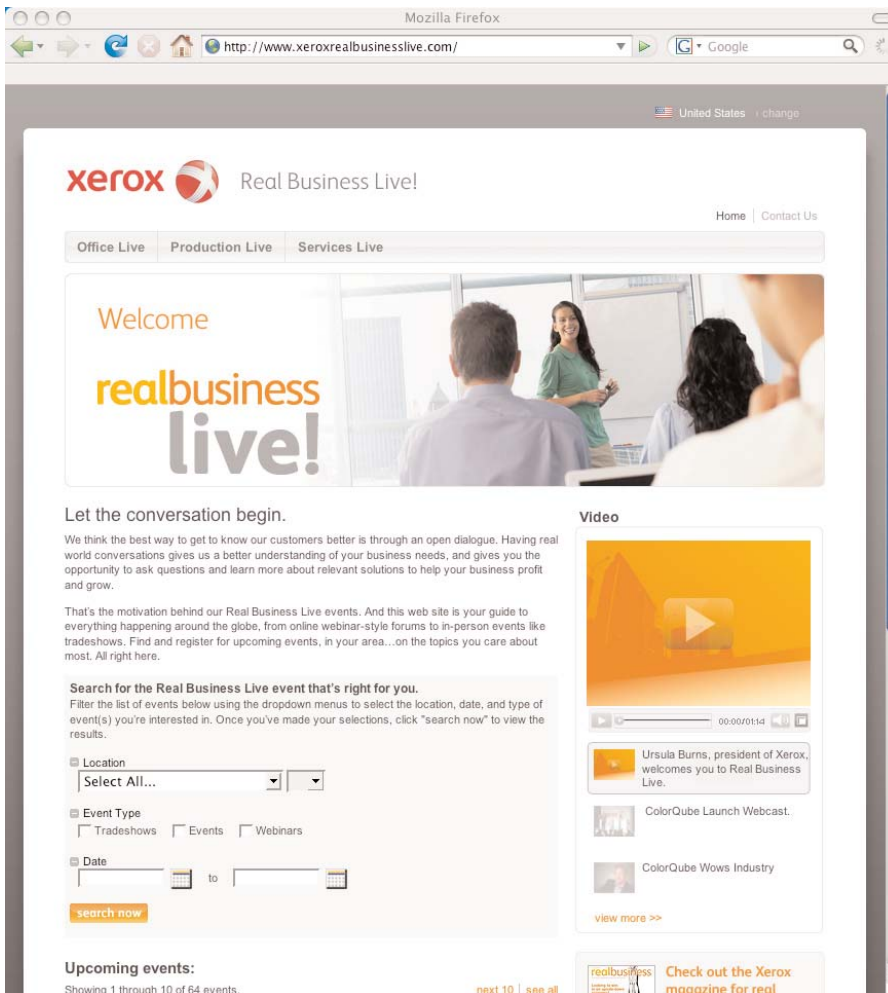 Mozilla Firefox
http://www.xeroxrealbusinesslive.com/
G Google
United States › change
xerox Real Business Live!
Home | Contact Us
Office Live Production Live Services Live
Welcome
realbusiness
live!
Let the conversation begin.
We think the best way to get to know our customers better is through an open dialogue. Having real
world conversations gives us a better understanding of your business needs, and gives you the
opportunity to ask questions and learn more about relevant solutions to help your business profit
and grow.
That's the motivation behind our Real Business Live events. And this web site is your guide to
everything happening around the globe, from online webinar-style forums to in-person events like
tradeshows. Find and register for upcoming events, in your area…on the topics you care about
most. All right here.
Search for the Real Business Live event that's right for you.
Filter the list of events below using the dropdown menus to select the location, date, and type of
event(s) you're interested in. Once you've made your selections, click "search now" to view the
results.
Location
Select All...
Event Type
Tradeshows Events Webinars
Date
to
search now
Upcoming events:
Showing 1 through 10 of 64 events.
next 10 | see all
Video
00:00/01:14
Ursula Burns, president of Xerox,
welcomes you to Real Business
Live.
ColorQube Launch Webcast.
ColorQube Wows Industry
view more >>
realbusiness
Check out the Xerox
magazine for real